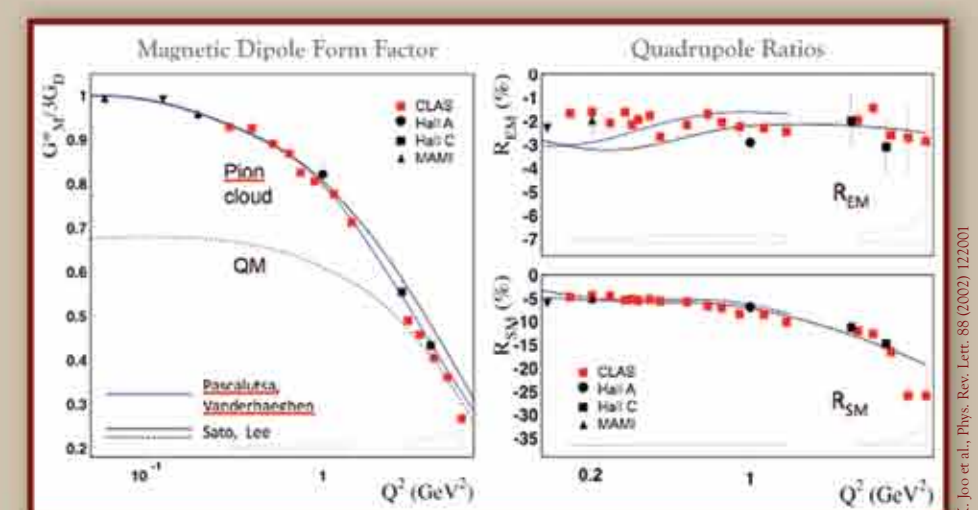 Magnetic Dipole Form Factor
G*M/3GD
1
0.9
0.8
0.7
0.6
0.5
0.4
0.3
0.2
CLAS
Hall A
Hall C
MAMI
Pion
cloud
QM
Pascalutsa,
Vanderhaeghen
Sato, Lee
10⁻¹
1
Q² (GeV²)
Quadrupole Ratios
REM (%)
0
-1
-2
-3
-4
-5
-6
-7
REM
RSM (%)
0
-5
-10
-15
-20
-25
-30
-35
CLAS
Hall A
Hall C
MAMI
RSM
0.2
1
Q² (GeV²)
Joo et al., Phys. Rev. Lett. 88 (2002) 122001